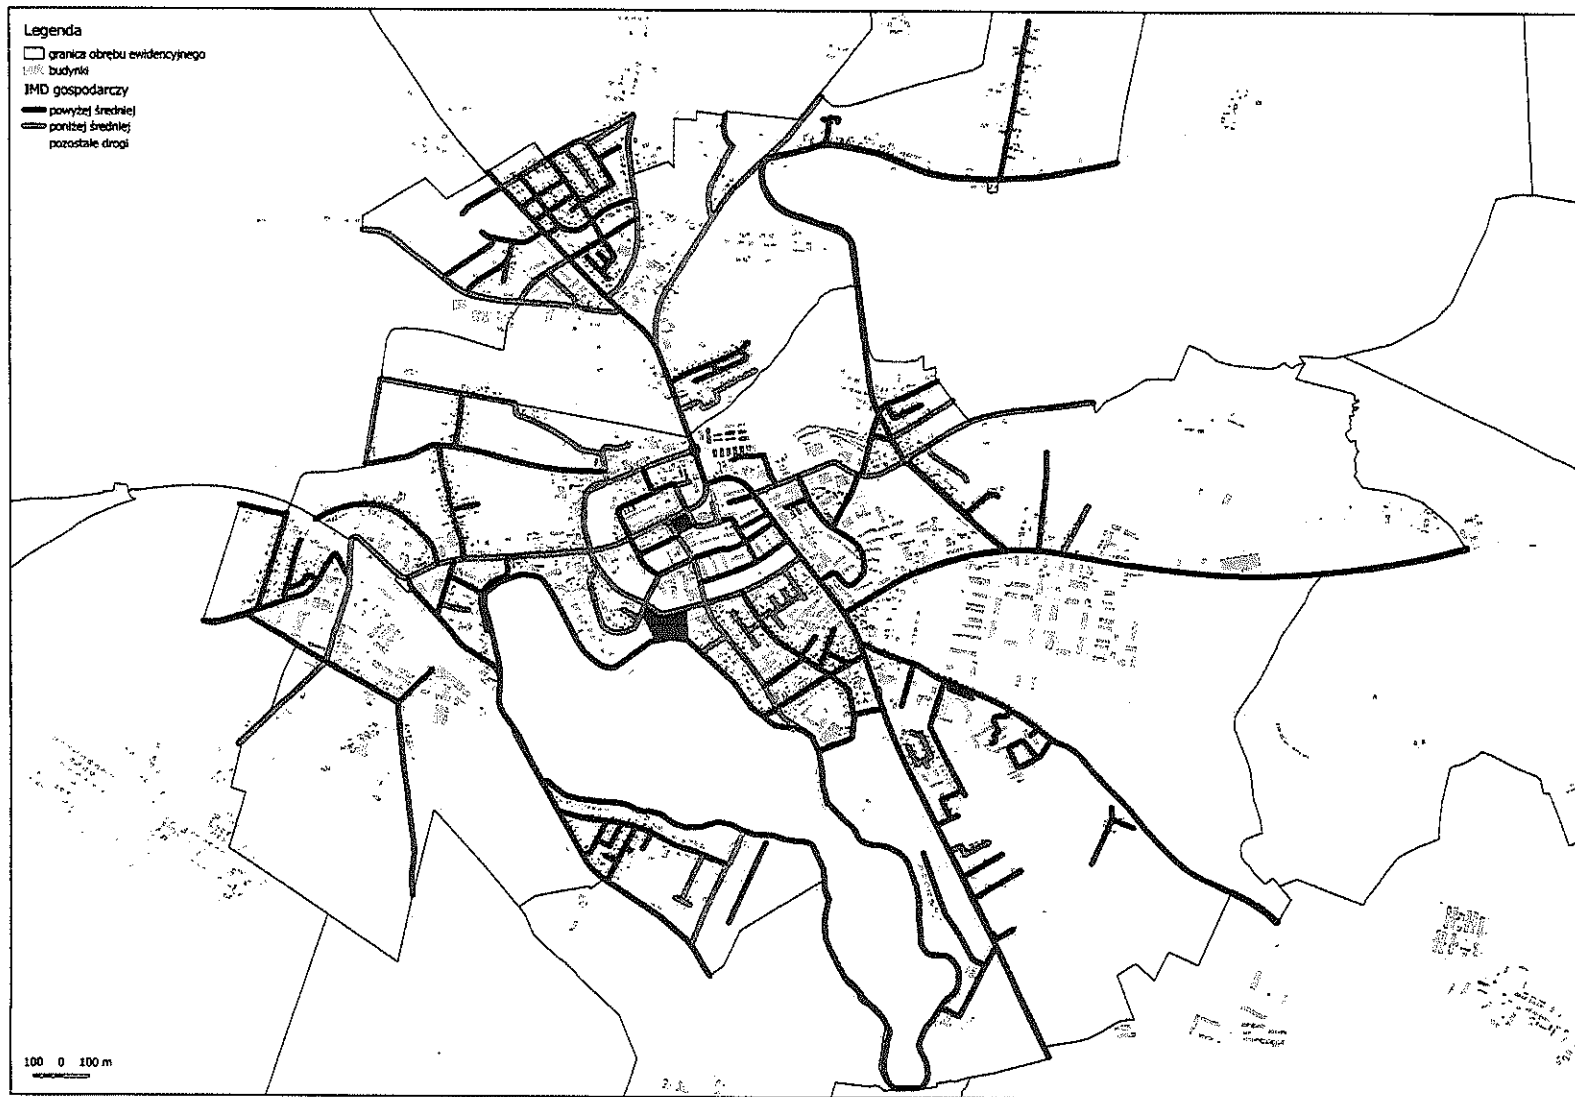 Legenda
granica obrębu ewidencyjnego
budynki
IMD gospodarczy
powyżej średniej
poniżej średniej
pozostałe drogi
100 0 100 m